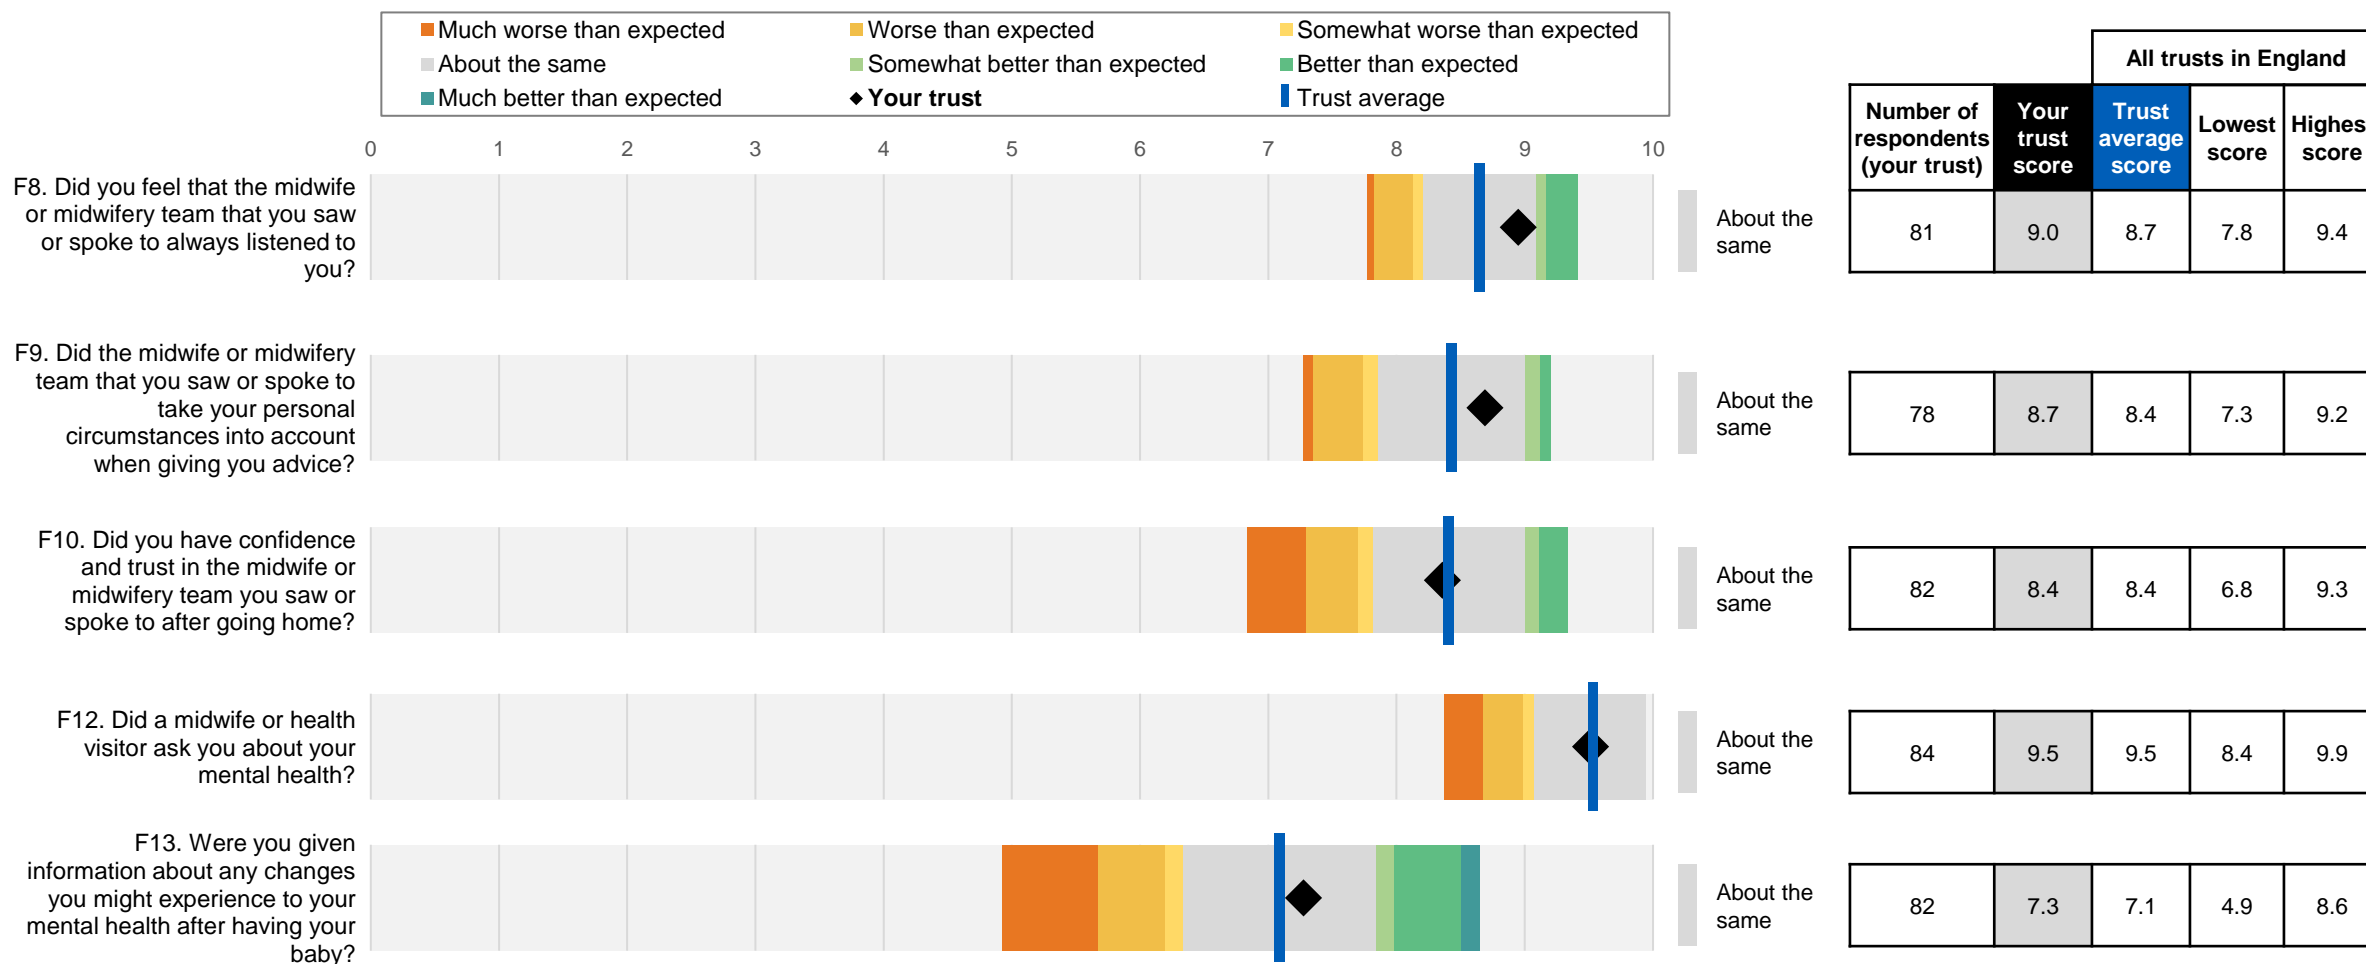 Much worse than expected
Worse than expected
Somewhat worse than expected
About the same
Somewhat better than expected
Better than expected
Much better than expected
Your trust
Trust average
All trusts in England
Number of
respondents
(your trust)
Your
trust
score
Trust
average
score
Lowest
score
Highes
score
0 1 2 3 4 5 6 7 8 9 10
F8. Did you feel that the midwife
or midwifery team that you saw
or spoke to always listened to
you?
About the
same
81 9.0 8.7 7.8 9.4
F9. Did the midwife or midwifery
team that you saw or spoke to
take your personal
circumstances into account
when giving you advice?
About the
same
78 8.7 8.4 7.3 9.2
F10. Did you have confidence
and trust in the midwife or
midwifery team you saw or
spoke to after going home?
About the
same
82 8.4 8.4 6.8 9.3
F12. Did a midwife or health
visitor ask you about your
mental health?
About the
same
84 9.5 9.5 8.4 9.9
F13. Were you given
information about any changes
you might experience to your
mental health after having your
baby?
About the
same
82 7.3 7.1 4.9 8.6